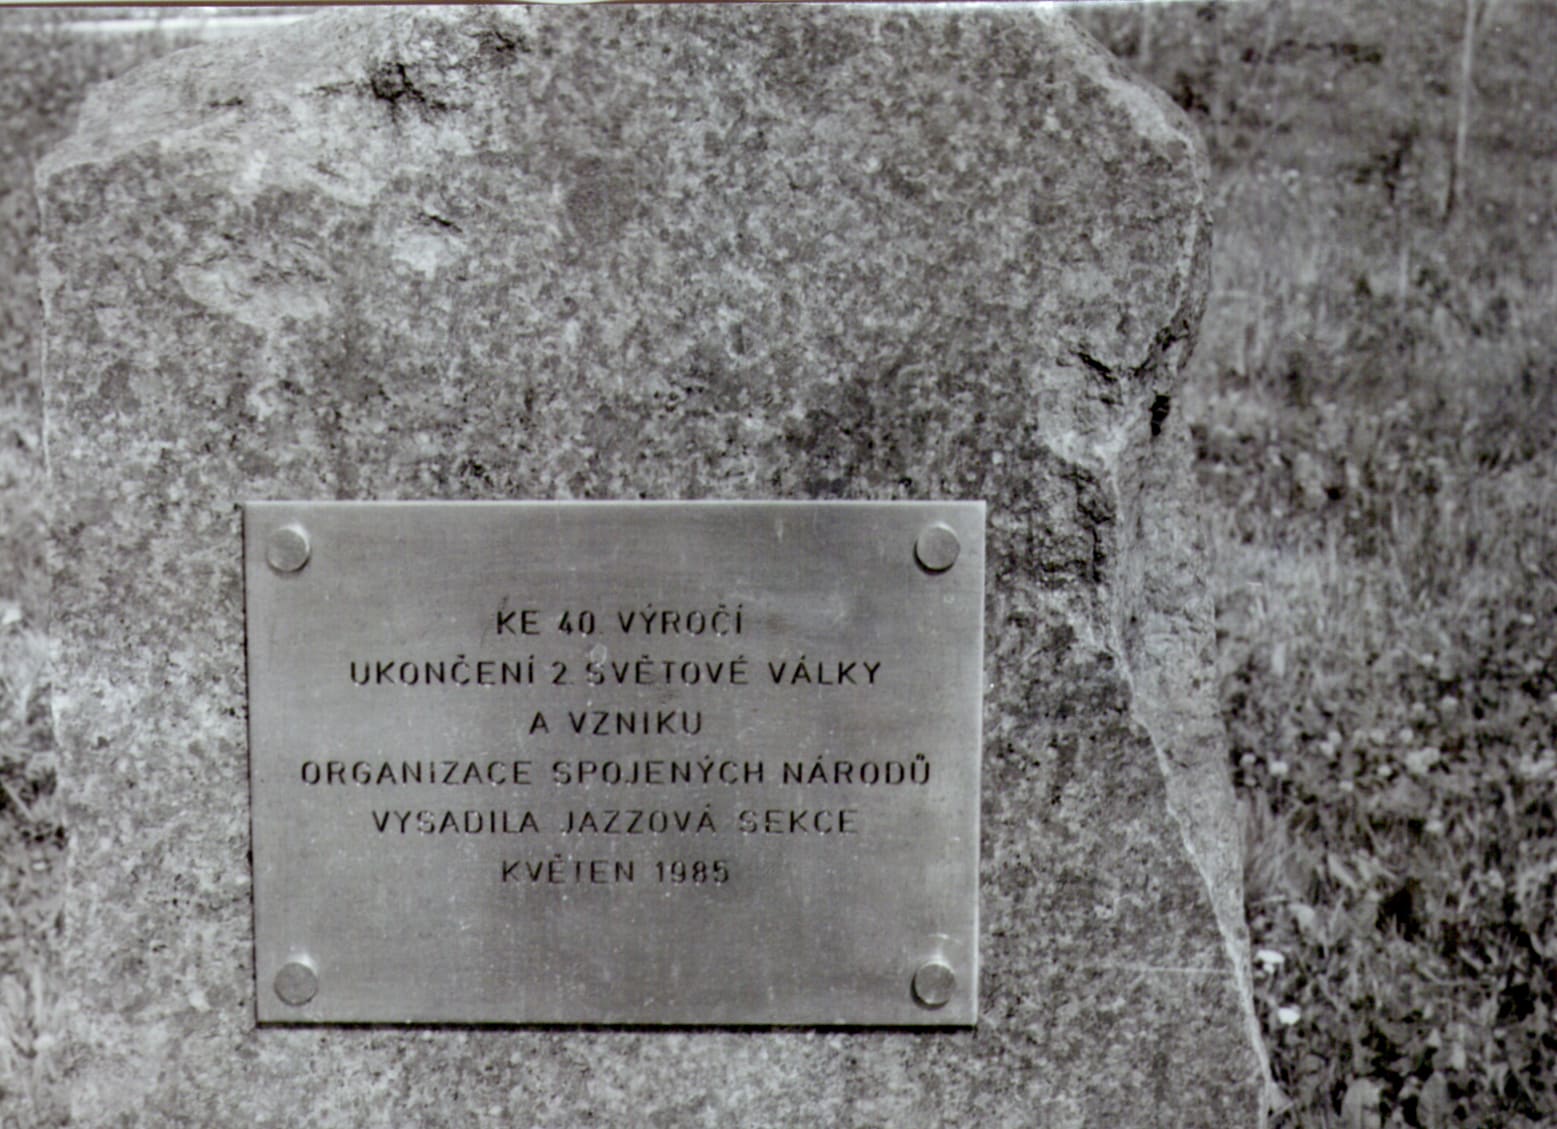 KE 40. VÝROČÍ
UKONČENÍ 2. SVĚTOVÉ VÁLKY
A VZNIKU
ORGANIZACE SPOJENÝCH NÁRODŮ
VYSADILA JAZZOVÁ SEKCE
KVĚTEN 1985